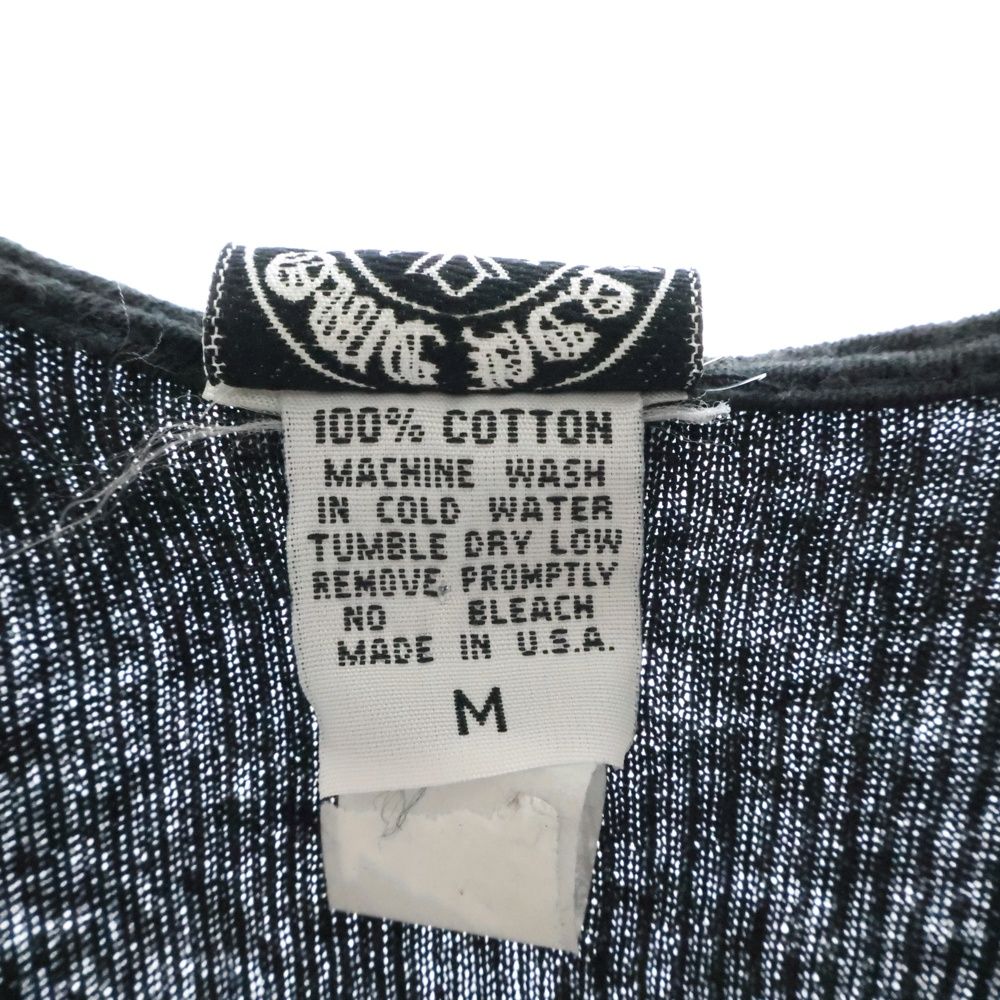 100% COTTON
MACHINE WASH
IN COLD WATER
TUMBLE DRY LOW
REMOVE PROMPTLY
NO BLEACH
MADE IN U.S.A.
M